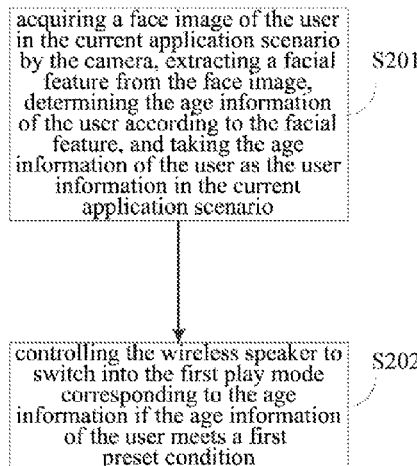 acquiring a face image of the user
in the current application scenario
by the camera, extracting a facial
feature from the face image,
determining the age information
of the user according to the facial
feature, and taking the age
information of the user as the user
information in the current
application scenario
S201
controlling the wireless speaker to
switch into the first play mode
corresponding to the age
information if the age information
of the user meets a first
preset condition
S202